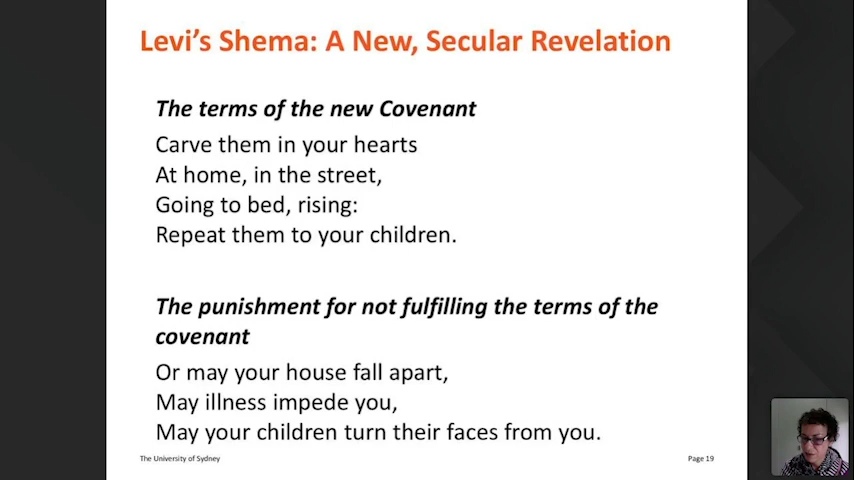 Levi’s Shema: A New, Secular Revelation
The terms of the new Covenant
Carve them in your hearts
At home, in the street,
Going to bed, rising:
Repeat them to your children.
The punishment for not fulfilling the terms of the
covenant
Or may your house fall apart,
May illness impede you,
May your children turn their faces from you.
The University of Sydney
Page 19